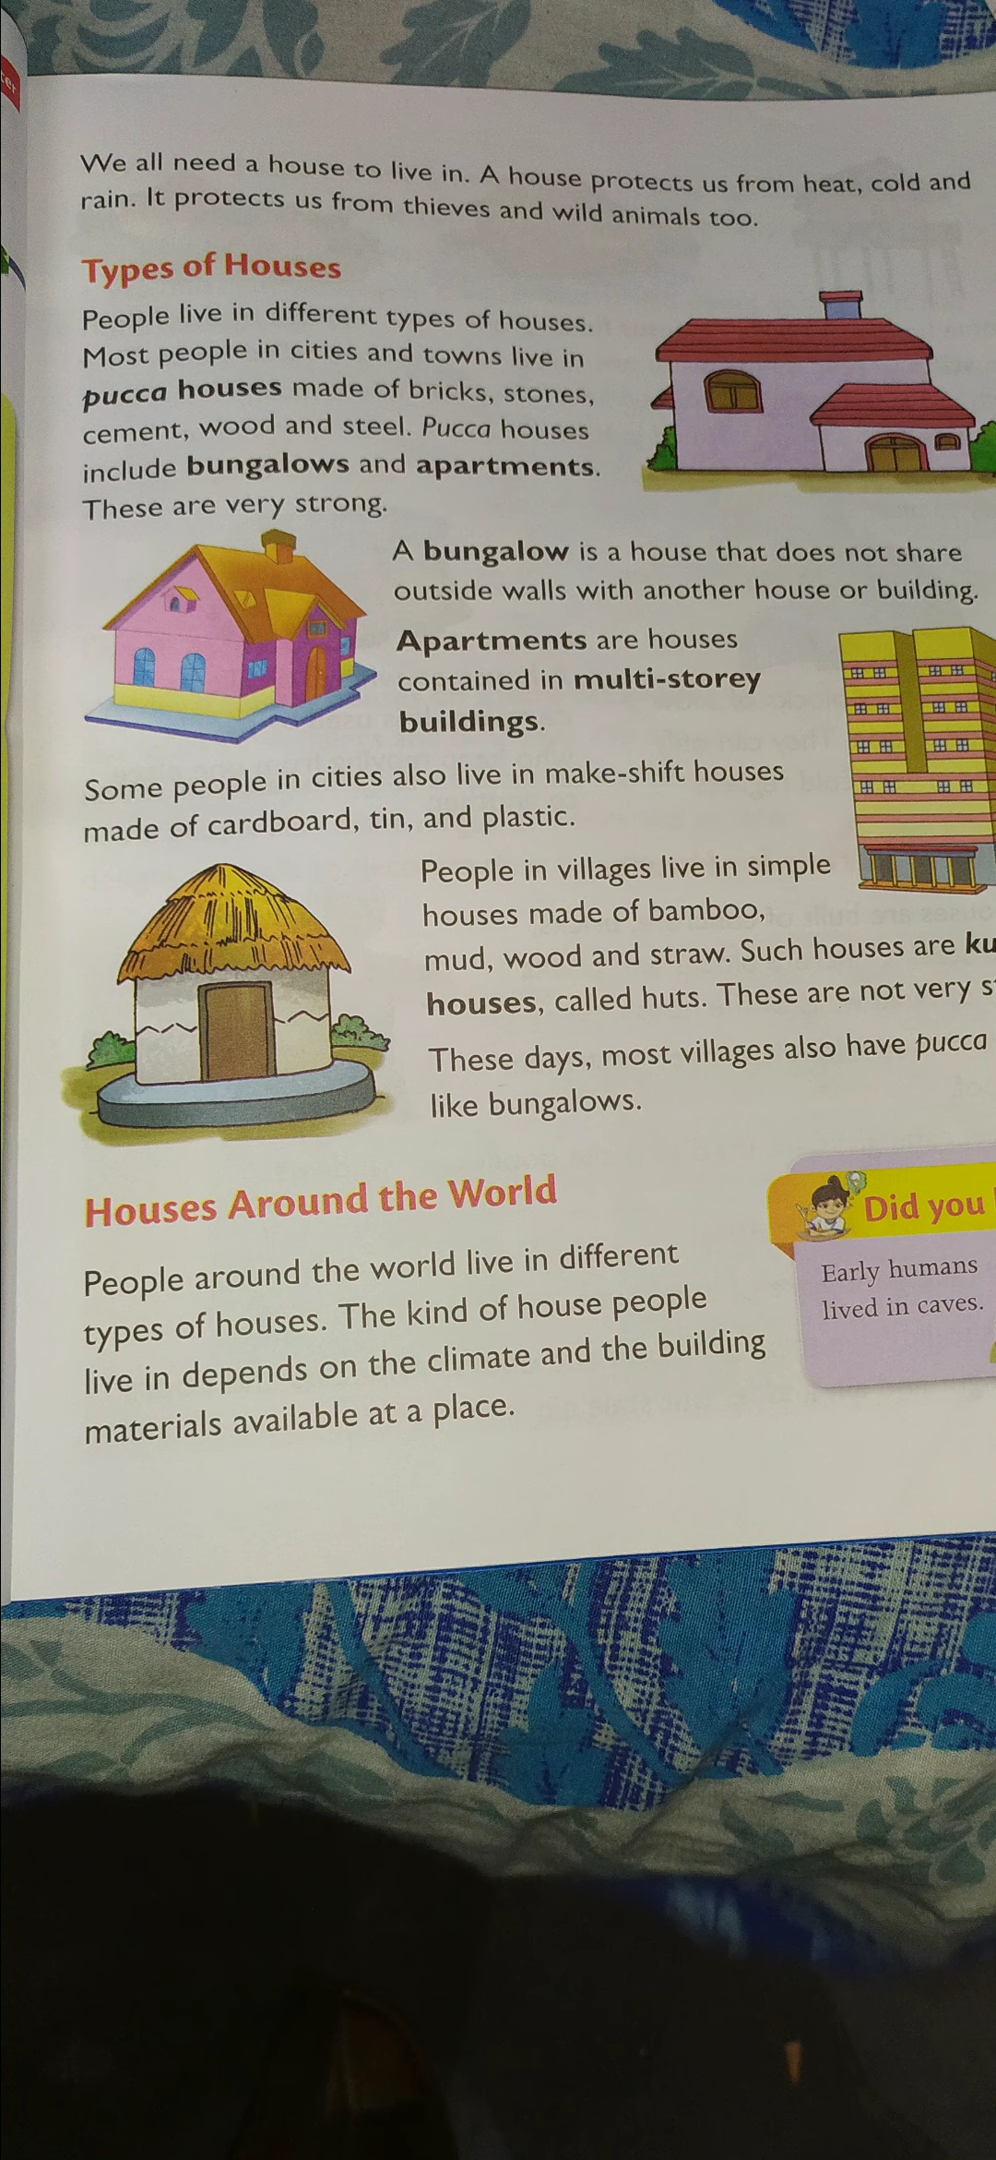 We all need a house to live in. A house protects us from heat, cold and
rain. It protects us from thieves and wild animals too.
Types of Houses
People live in different types of houses.
Most people in cities and towns live in
pucca houses made of bricks, stones,
cement, wood and steel. Pucca houses
include bungalows and apartments.
These are very strong.
A bungalow is a house that does not share
outside walls with another house or building.
Apartments are houses
contained in multi-storey
buildings.
Some people in cities also live in make-shift houses
made of cardboard, tin, and plastic.
People in villages live in simple
houses made of bamboo,
mud, wood and straw. Such houses are
houses, called huts. These are not very
These days, most villages also have pucca
like bungalows.
Houses Around the World
People around the world live in different
types of houses. The kind of house people
live in depends on the climate and the building
materials available at a place.
Did you
Early humans
lived in caves.